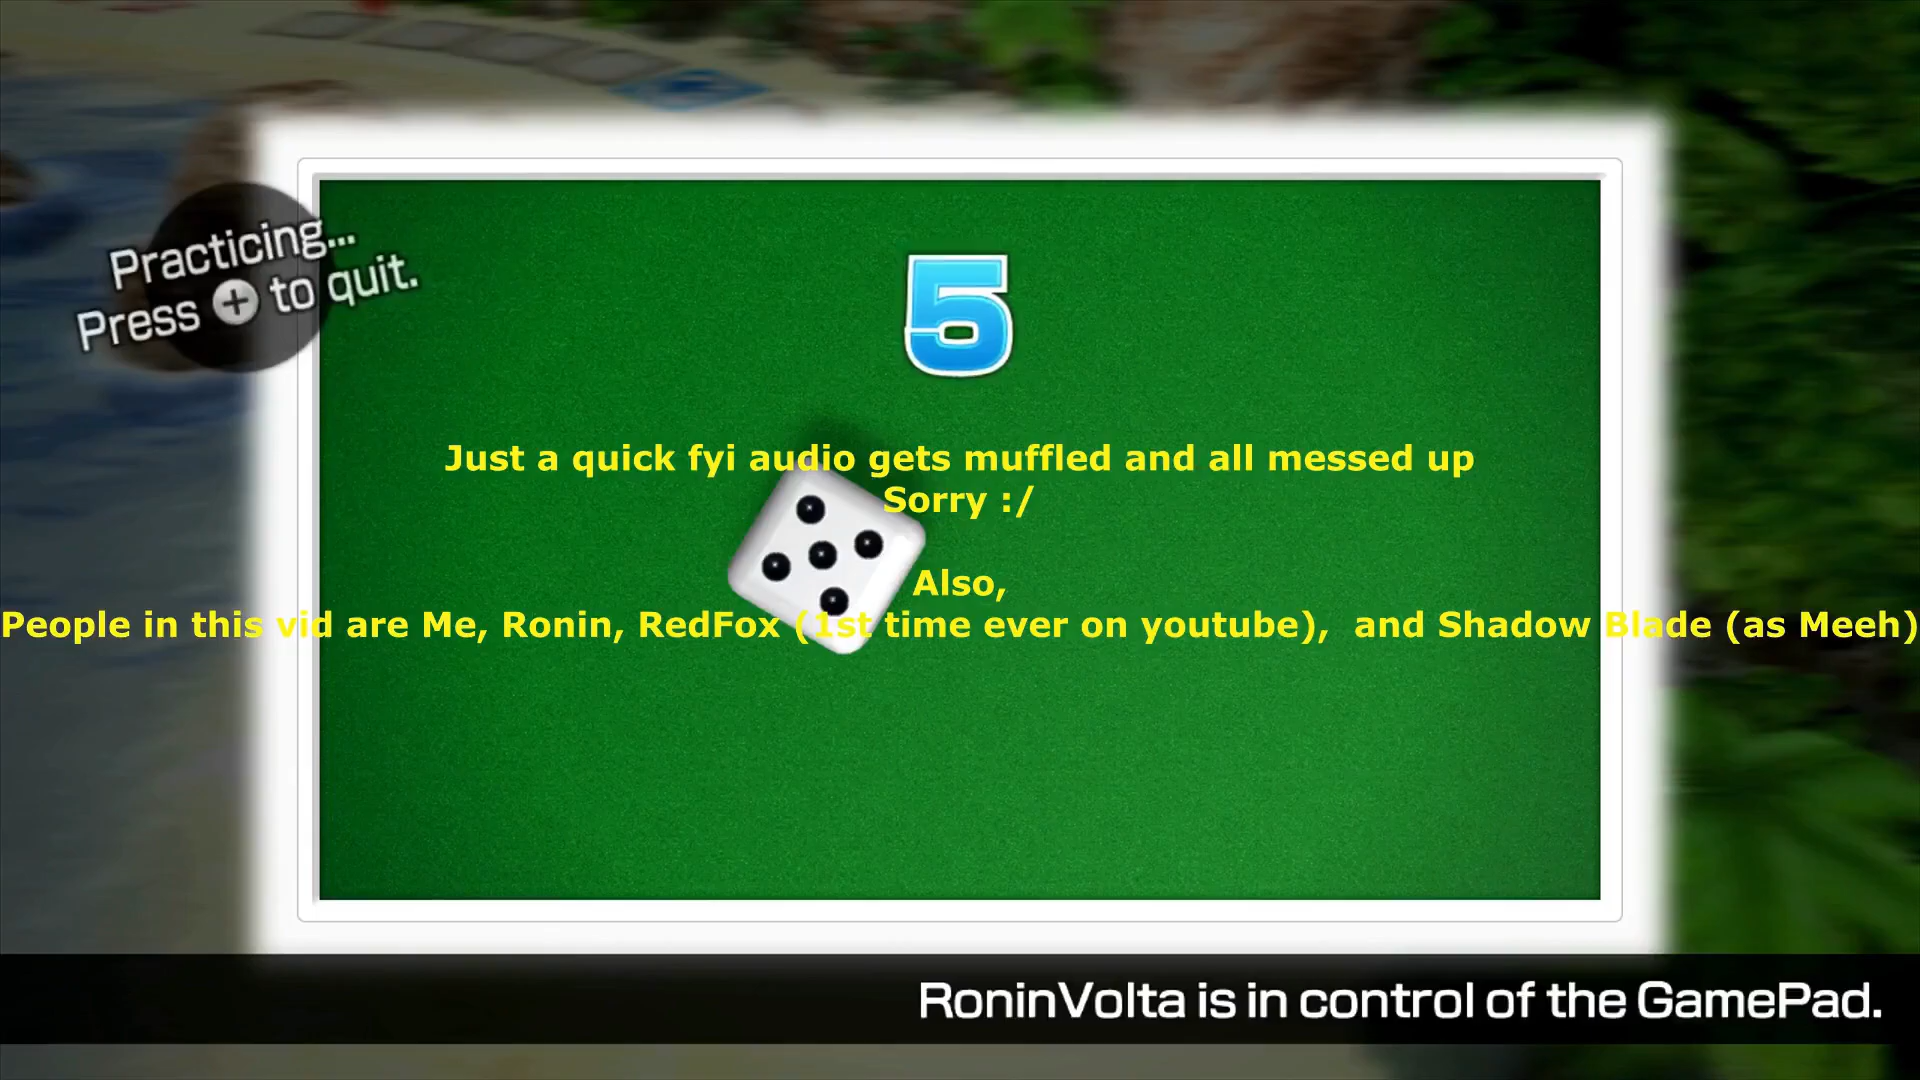 Practicing...
Press + to quit.
5
Just a quick fyi audio gets muffled and all messed up
Sorry :/
Also,
People in this vid are Me, Ronin, RedFox (1st time ever on youtube),  and Shadow Blade (as Meeh)
RoninVolta is in control of the GamePad.